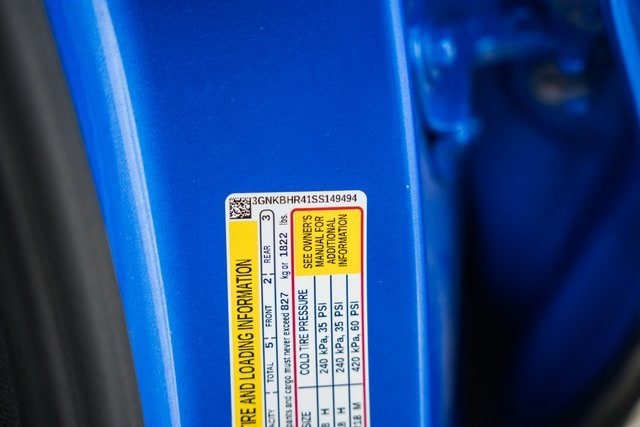 3GNKBHR41SS149494
TIRE AND LOADING INFORMATION
TOTAL 5 FRONT 2 REAR 3
pants and cargo must never exceed 827 kg or 1822 lbs.
SIZE COLD TIRE PRESSURE
H 240 kPa, 35 PSI
H 240 kPa, 35 PSI
M 420 kPa, 60 PSI
SEE OWNER'S
MANUAL FOR
ADDITIONAL
INFORMATION